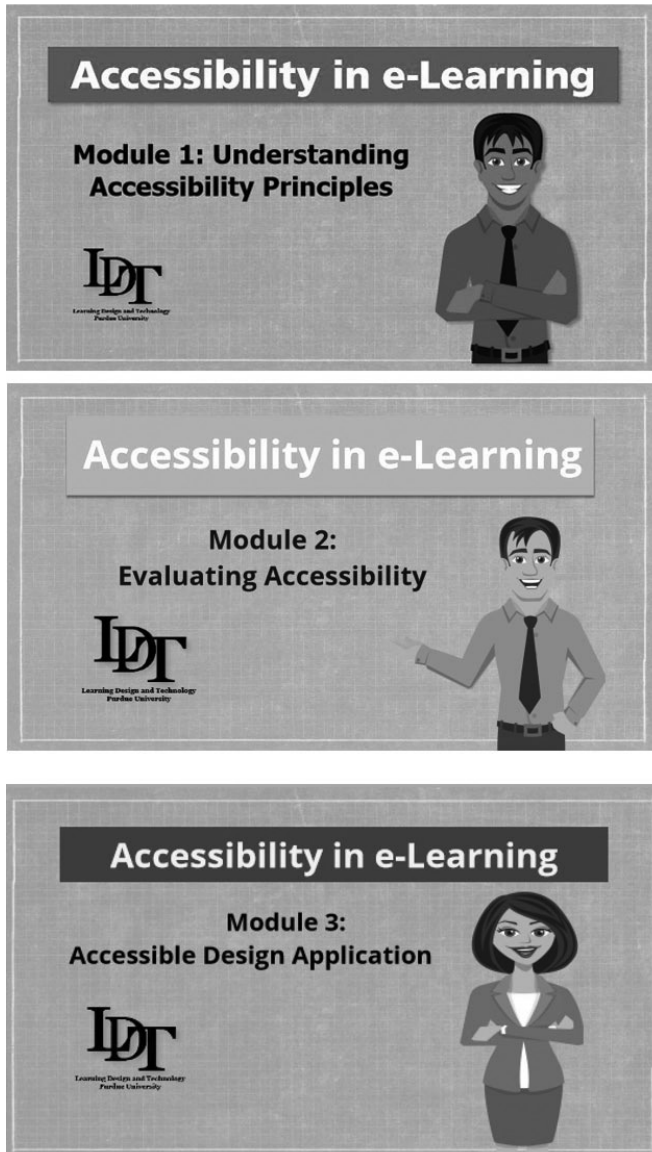 Accessibility in e-Learning
Module 1: Understanding
Accessibility Principles
IDT
Learning Design and Technology
Purdue University
Accessibility in e-Learning
Module 2:
Evaluating Accessibility
IDT
Learning Design and Technology
Purdue University
Accessibility in e-Learning
Module 3:
Accessible Design Application
IDT
Learning Design and Technology
Purdue University